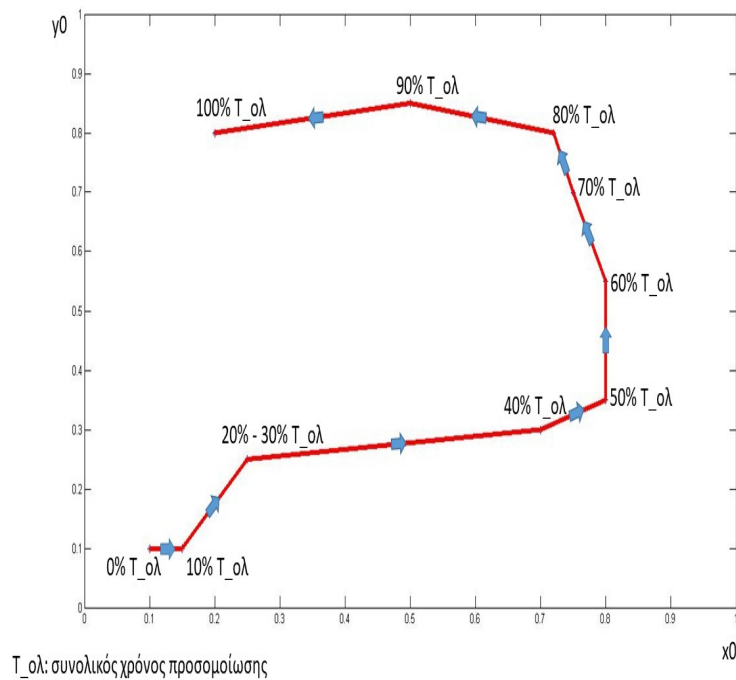 1
y0
0.9
90% T_ολ
100% T_ολ
80% T_ολ
0.8
70% T_ολ
0.7
0.6
60% T_ολ
0.5
0.4
40% T_ολ
50% T_ολ
20% - 30% T_ολ
0.3
0.2
0.1
0% T_ολ
10% T_ολ
0
0 0.1 0.2 0.3 0.4 0.5 0.6 0.7 0.8 0.9 1
x0
T_ολ: συνολικός χρόνος προσομοίωσης